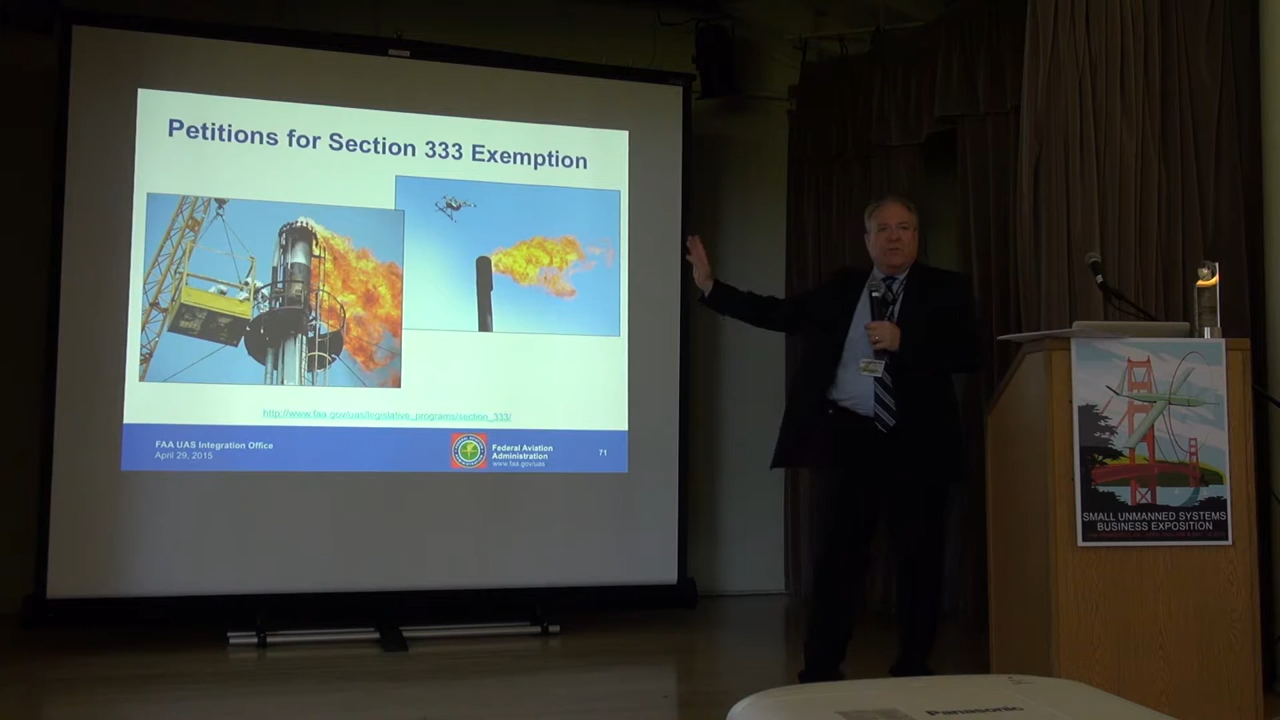 Petitions for Section 333 Exemption
http://www.faa.gov/uas/legislative_programs/section_333/
FAA UAS Integration Office
April 29, 2015
Federal Aviation
Administration
www.faa.gov/uas
71
SMALL UNMANNED SYSTEMS
BUSINESS EXPOSITION
Panasonic